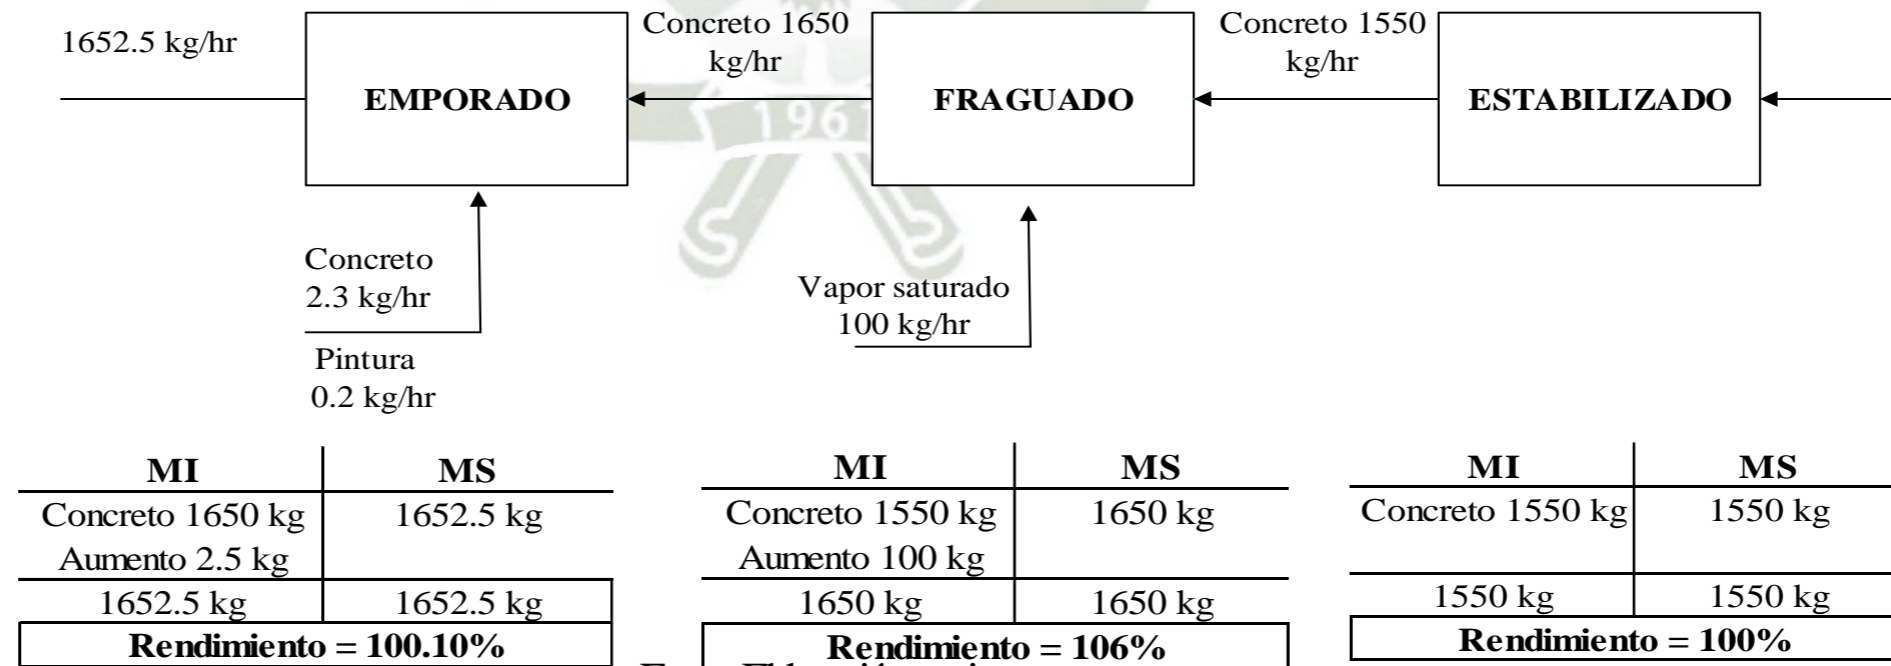 1652.5 kg/hr
EMPORADO
Concreto 1650
kg/hr
FRAGUADO
Concreto 1550
kg/hr
ESTABILIZADO
196
Concreto
2.3 kg/hr
Pintura
0.2 kg/hr
Vapor saturado
100 kg/hr
MI MS
Concreto 1650 kg 1652.5 kg
Aumento 2.5 kg
1652.5 kg 1652.5 kg
Rendimiento = 100.10%
MI MS
Concreto 1550 kg 1650 kg
Aumento 100 kg
1650 kg 1650 kg
Rendimiento = 106%
MI MS
Concreto 1550 kg 1550 kg
1550 kg 1550 kg
Rendimiento = 100%